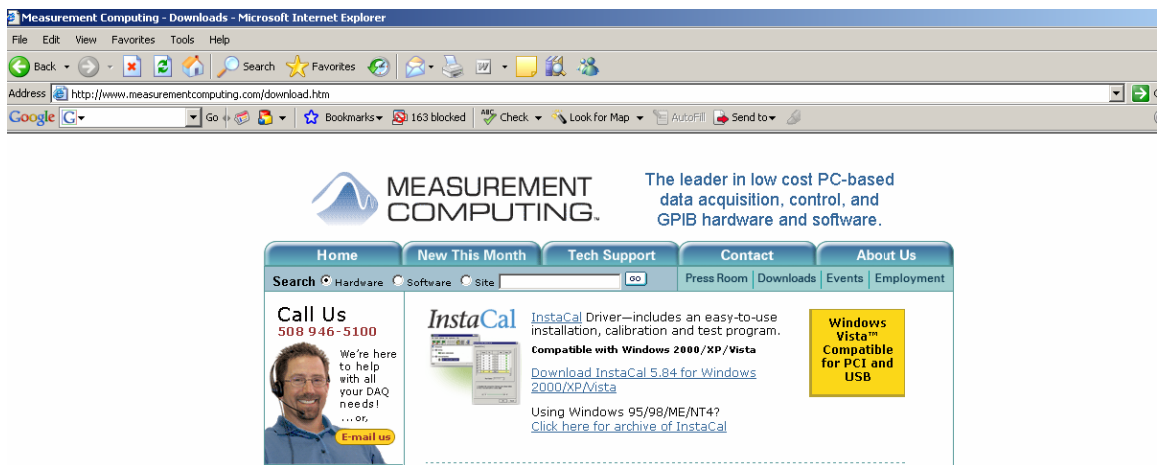 Measurement Computing - Downloads - Microsoft Internet Explorer
File Edit View Favorites Tools Help
Back Search Favorites
Address http://www.measurementcomputing.com/download.htm
Google G Go Bookmarks 163 blocked ABC Check Look for Map AutoFill Send to
MEASUREMENT
COMPUTING™
The leader in low cost PC-based
data acquisition, control, and
GPIB hardware and software.
Home New This Month Tech Support Contact About Us
Search Hardware Software Site GO Press Room Downloads Events Employment
Call Us
508 946-5100
We're here
to help
with all
your DAQ
needs!
...or,
E-mail us
InstaCal
InstaCal Driver—includes an easy-to-use
installation, calibration and test program.
Compatible with Windows 2000/XP/Vista
Download InstaCal 5.84 for Windows
2000/XP/Vista
Using Windows 95/98/ME/NT4?
Click here for archive of InstaCal
Windows
Vista™
Compatible
for PCI and
USB